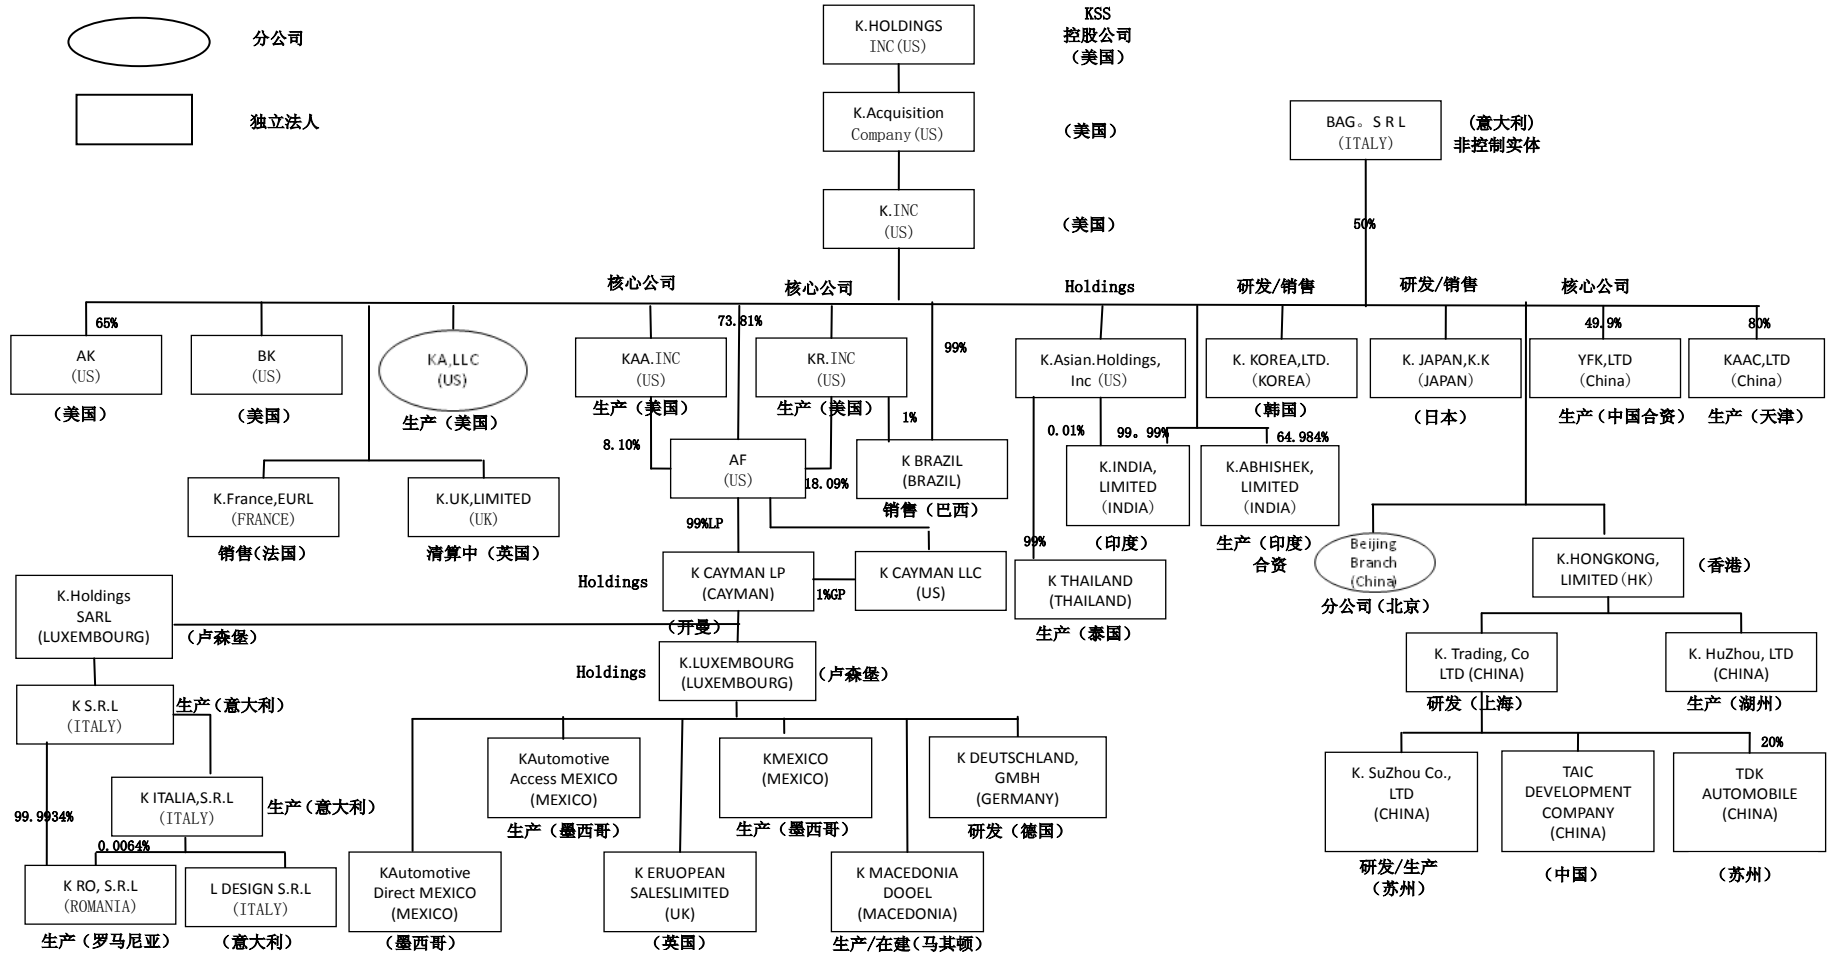 分公司
独立法人
K.HOLDINGS
INC(US)
KSS
控股公司
（美国）
K.Acquisition
Company(US)
（美国）
BAG。S R L
(ITALY)
(意大利)
非控制实体
K.INC
(US)
（美国）
50%
核心公司
核心公司
Holdings
研发/销售
研发/销售
核心公司
65%
73.81%
49.9%
80%
AK
(US)
（美国）
BK
(US)
（美国）
KA,LLC
(US)
生产（美国）
KAA.INC
(US)
生产（美国）
KR.INC
(US)
生产（美国）
99%
K.Asian.Holdings,
Inc (US)
K. KOREA,LTD.
(KOREA)
（韩国）
K. JAPAN,K.K
(JAPAN)
（日本）
YFK,LTD
(China)
生产（中国合资）
KAAC,LTD
(China)
生产（天津）
8.10%
18.09%
1%
0.01%
99。99%
64.984%
K.France,EURL
(FRANCE)
销售(法国）
K.UK,LIMITED
(UK)
清算中（英国）
AF
(US)
K BRAZIL
(BRAZIL)
销售（巴西）
K.INDIA,
LIMITED
(INDIA)
（印度）
K.ABHISHEK,
LIMITED
(INDIA)
生产（印度）
合资
99%LP
99%
Beijing
Branch
(China)
分公司（北京）
K.HONGKONG,
LIMITED(HK)
（香港）
Holdings
K CAYMAN LP
(CAYMAN)
（开曼）
1%GP
K CAYMAN LLC
(US)
K THAILAND
(THAILAND)
生产（泰国）
K.Holdings
SARL
(LUXEMBOURG)
（卢森堡）
Holdings
K.LUXEMBOURG
(LUXEMBOURG)
（卢森堡）
K. Trading, Co
LTD (CHINA)
研发（上海）
K. HuZhou, LTD
(CHINA)
生产（湖州）
K S.R.L
(ITALY)
生产（意大利）
KAutomotive
Access MEXICO
(MEXICO)
生产（墨西哥）
KMEXICO
(MEXICO)
生产（墨西哥）
K DEUTSCHLAND,
GMBH
(GERMANY)
研发（德国）
20%
K. SuZhou Co.,
LTD
(CHINA)
研发/生产
（苏州）
TAIC
DEVELOPMENT
COMPANY
(CHINA)
（中国）
TDK
AUTOMOBILE
(CHINA)
（苏州）
K ITALIA,S.R.L
(ITALY)
生产（意大利）
99.9934%
0.0064%
K RO, S.R.L
(ROMANIA)
生产（罗马尼亚）
L DESIGN S.R.L
(ITALY)
（意大利）
KAutomotive
Direct MEXICO
(MEXICO)
（墨西哥）
K ERUOPEAN
SALESLIMITED
(UK)
（英国）
K MACEDONIA
DOOEL
(MACEDONIA)
生产/在建(马其顿）